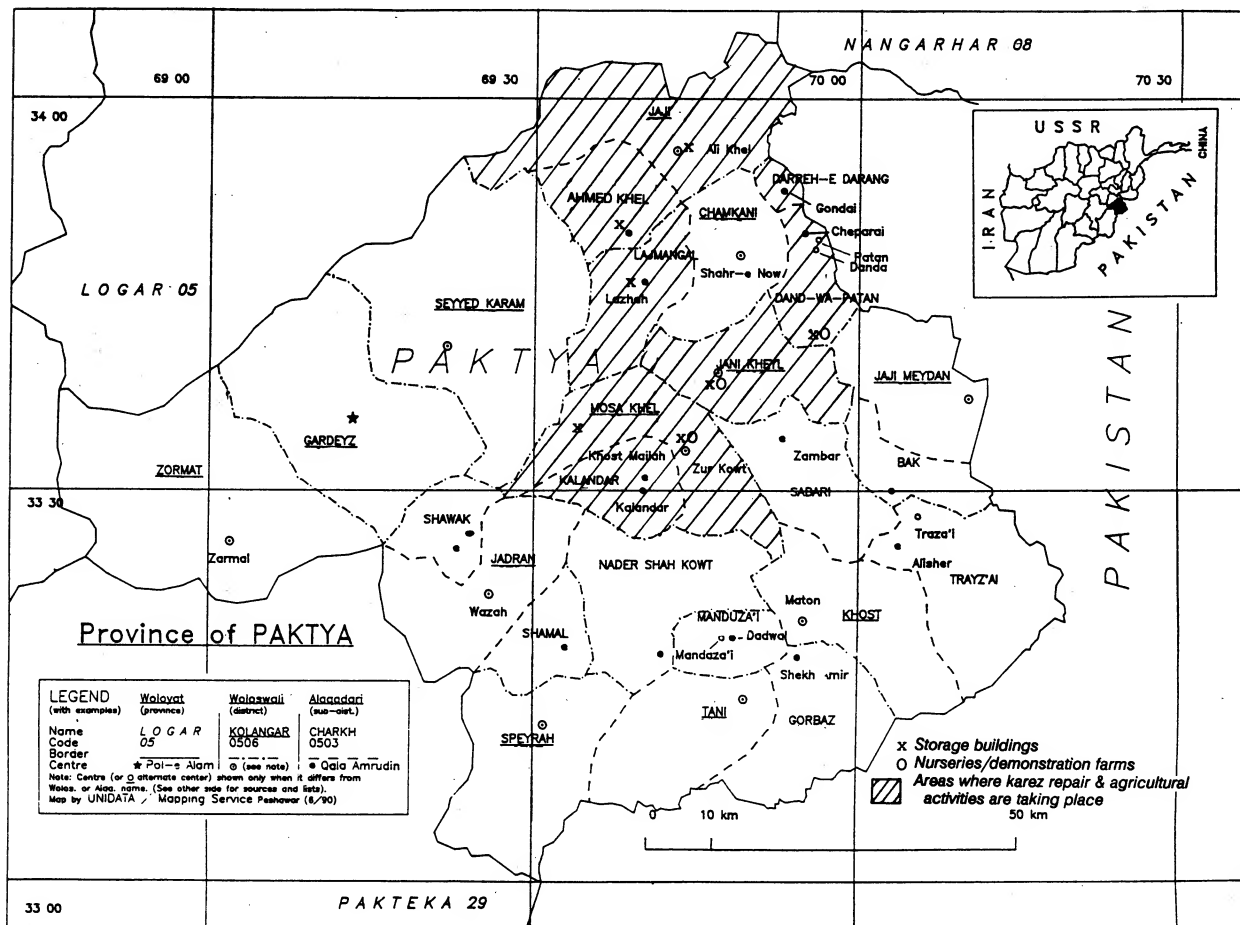 NANGARHAR 08
69 00
69 30
70 00
70 30
34 00
JAJI
Ali Khel
DARREH-E DARANG
Gondai
AHMED KHEL
CHAMKANI
Cheparai
Patan
Danda
LAJMANGAL
Shahr-e Now
Lazhah
DAND-WA-PATAN
LOGAR 05
SEYYED KARAM
PAKTYA
JANI KHEYL
JAJI MEYDAN
MOSA KHEL
GARDEYZ
ZORMAT
Khost Mailah
Zur Kowt
Zambar
BAK
KALANDAR
SABARI
33 30
Kalandar
SHAWAK
Traza'i
Zarmal
JADRAN
NADER SHAH KOWT
Alisher
TRAYZ'AI
Wazah
Maton
MANDUZA'I
KHOST
Dadwal
SHAMAL
Mandaza'i
Shekh Amir
TANI
GORBAZ
SPEYRAH
PAKISTAN
USSR
CHINA
IRAN
PAKISTAN
Province of PAKTYA
LEGEND Woloyat Woloswali Alaqadari
(with examples) (province) (district) (sub-dist.)
Name LOGAR KOLANGAR CHARKH
Code 05 0506 0503
Border
Centre ★ Pol-e Alam ⊙ (see note) ● Qala Amrudin
Note: Centre (or O alternate center) shown only when it differs from
Wolos. or Alaq. name. (See other side for sources and lists).
Map by UNIDATA / Mapping Service Peshawar (6/90)
x Storage buildings
O Nurseries/demonstration farms
Areas where karez repair & agricultural
activities are taking place
0 10 km 50 km
33 00
PAKTEKA 29